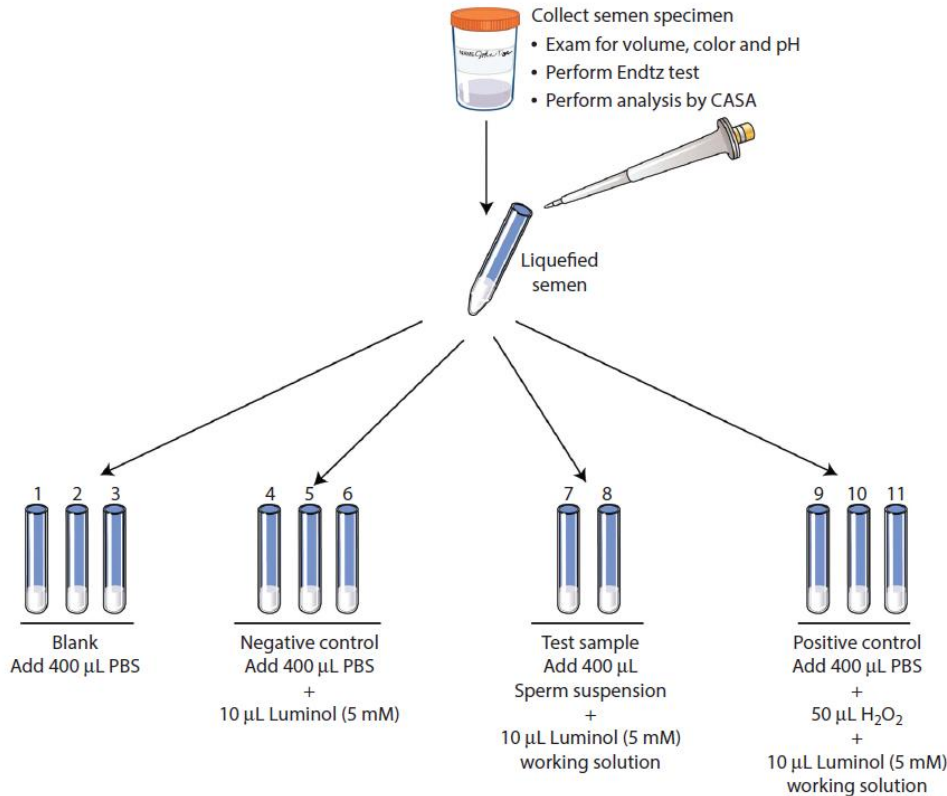 Collect semen specimen
• Exam for volume, color and pH
• Perform Endtz test
• Perform analysis by CASA
Liquefied
semen
1 2 3
4 5 6
7 8
9 10 11
Blank
Add 400 μL PBS
Negative control
Add 400 μL PBS
+
10 μL Luminol (5 mM)
Test sample
Add 400 μL
Sperm suspension
+
10 μL Luminol (5 mM)
working solution
Positive control
Add 400 μL PBS
+
50 μL H₂O₂
+
10 μL Luminol (5 mM)
working solution